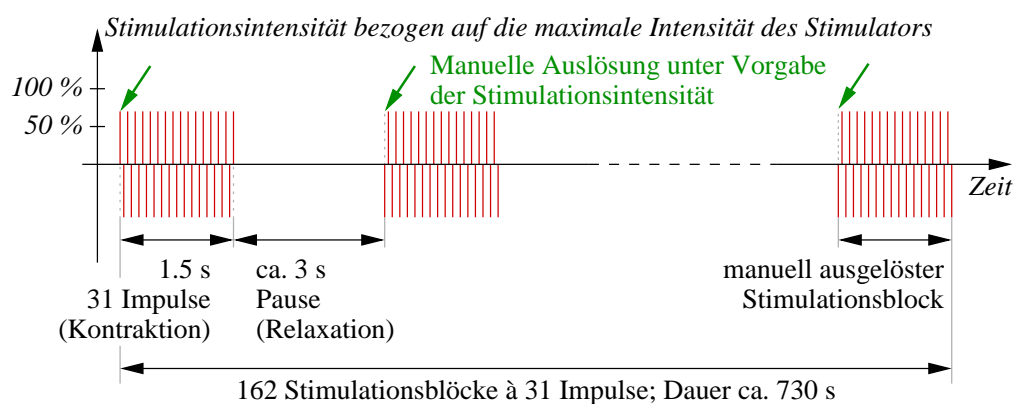 Stimulationsintensität bezogen auf die maximale Intensität des Stimulators
Manuelle Auslösung unter Vorgabe
der Stimulationsintensität
100 %
50 %
Zeit
1.5 s
31 Impulse
(Kontraktion)
ca. 3 s
Pause
(Relaxation)
manuell ausgelöster
Stimulationsblock
162 Stimulationsblöcke à 31 Impulse; Dauer ca. 730 s